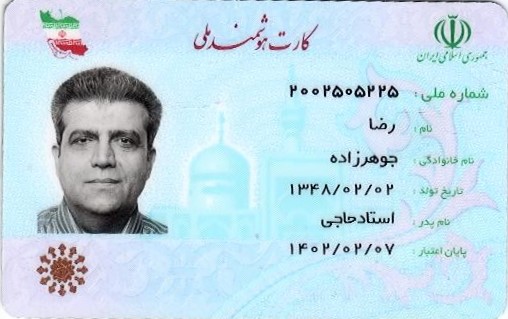 کارت هوشمند ملی
جمهوری اسلامی ایران
شماره ملی : ۲۰۰۲۵۰۵۲۲۵
نام : رضا
نام خانوادگی : جوهرزاده
تاریخ تولد : ۱۳۴۸/۰۲/۰۲
نام پدر : استادحاجی
پایان اعتبار : ۱۴۰۲/۰۲/۰۷